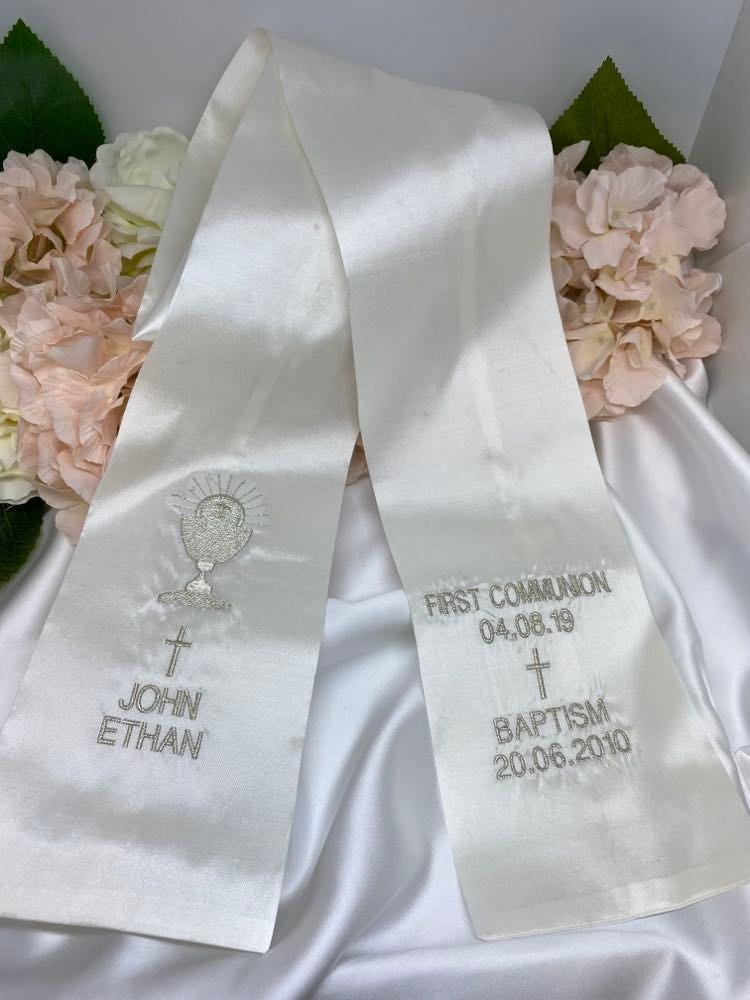 JOHN
ETHAN
FIRST COMMUNION
04.08.19
BAPTISM
20.06.2010